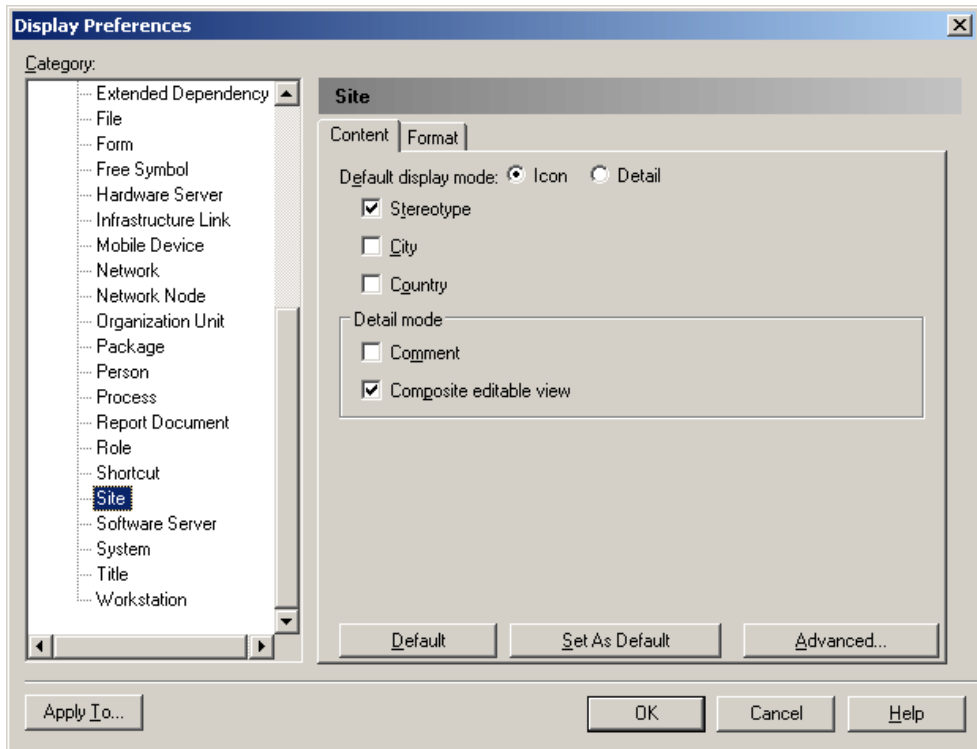 Display Preferences
Category:
Extended Dependency
File
Form
Free Symbol
Hardware Server
Infrastructure Link
Mobile Device
Network
Network Node
Organization Unit
Package
Person
Process
Report Document
Role
Shortcut
Site
Software Server
System
Title
Workstation
Site
Content Format
Default display mode: Icon Detail
Stereotype
City
Country
Detail mode
Comment
Composite editable view
Default Set As Default Advanced...
Apply To... OK Cancel Help